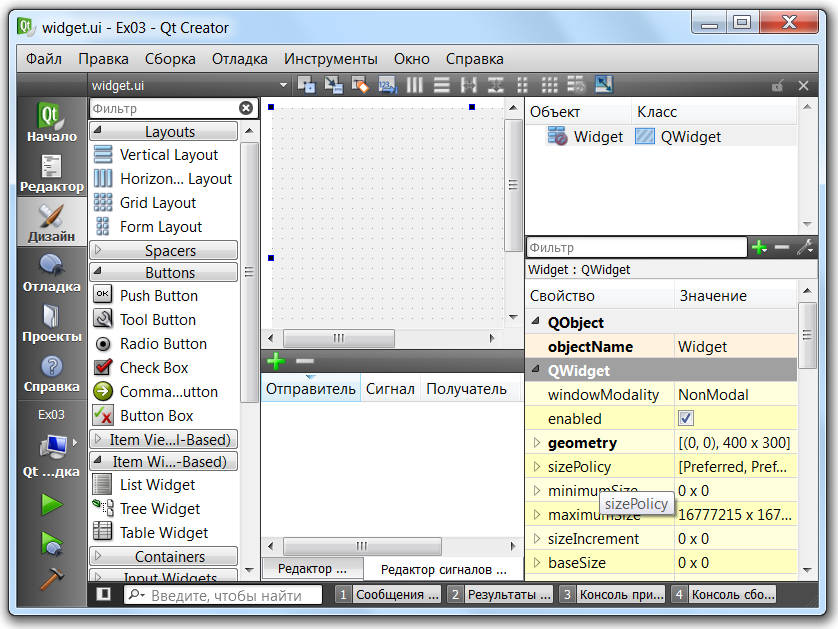 widget.ui - Ex03 - Qt Creator
Файл Правка Сборка Отладка Инструменты Окно Справка
widget.ui
Начало
Редактор
Дизайн
Отладка
Проекты
Справка
Ex03
Qt ...дка
Фильтр
Layouts
Vertical Layout
Horizon... Layout
Grid Layout
Form Layout
Spacers
Buttons
Push Button
OK
Tool Button
Radio Button
Check Box
Comma...utton
Button Box
Item Vie...l-Based)
Item Wi...-Based)
List Widget
Tree Widget
Table Widget
Containers
Input Widgets
Отправитель Сигнал Получатель
Редактор ...
Редактор сигналов ...
Объект Класс
Widget QWidget
Фильтр
Widget : QWidget
Свойство Значение
QObject
objectName Widget
QWidget
windowModality NonModal
enabled
geometry [(0, 0), 400 x 300]
sizePolicy [Preferred, Pref...
minimumSize 0 x 0
sizePolicy
maximumSize 16777215 x 167...
sizeIncrement 0 x 0
baseSize 0 x 0
Введите, чтобы найти
1 Сообщения ... 2 Результаты ... 3 Консоль при... 4 Консоль сбо...